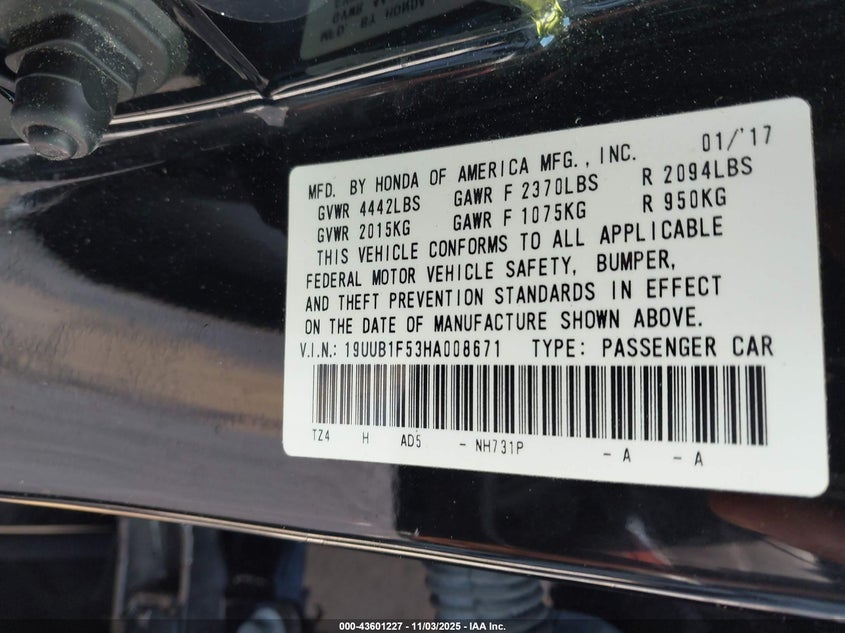 MFD. BY HONDA OF AMERICA MFG., INC. 01/'17
GVWR 4442LBS GAWR F 2370LBS R 2094LBS
GVWR 2015KG GAWR F 1075KG R 950KG
THIS VEHICLE CONFORMS TO ALL APPLICABLE
FEDERAL MOTOR VEHICLE SAFETY, BUMPER,
AND THEFT PREVENTION STANDARDS IN EFFECT
ON THE DATE OF MANUFACTURE SHOWN ABOVE.
V.I.N.: 19UUB1F53HA008671 TYPE: PASSENGER CAR
TZ4 H AD5 - NH731P - A - A
000-43601227 - 11/03/2025 - IAA Inc.